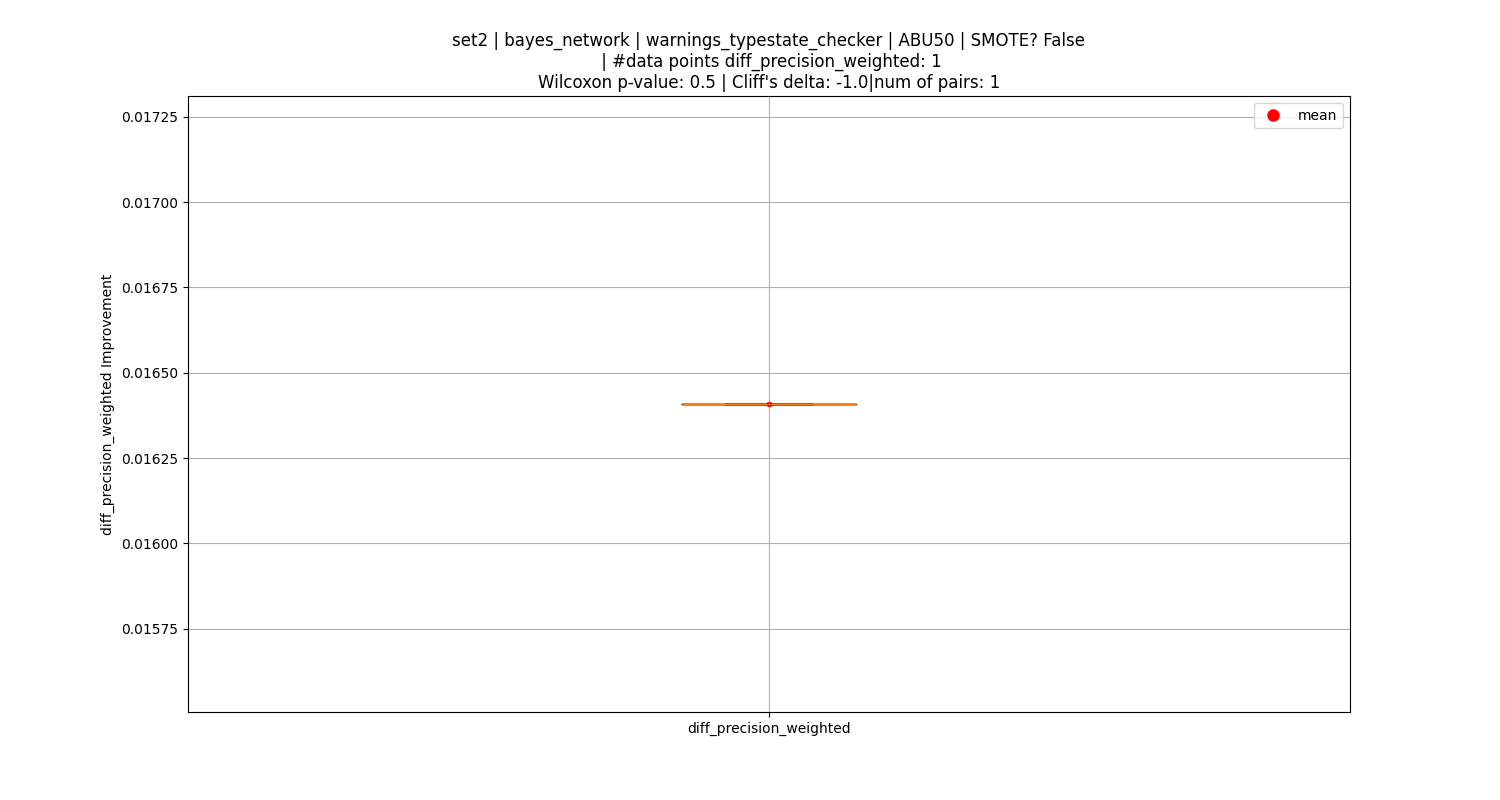 set2 | bayes_network | warnings_typestate_checker | ABU50 | SMOTE? False
| #data points diff_precision_weighted: 1
Wilcoxon p-value: 0.5 | Cliff's delta: -1.0|num of pairs: 1
mean
0.01725
0.01700
0.01675
0.01650
0.01625
0.01600
0.01575
diff_precision_weighted Improvement
diff_precision_weighted